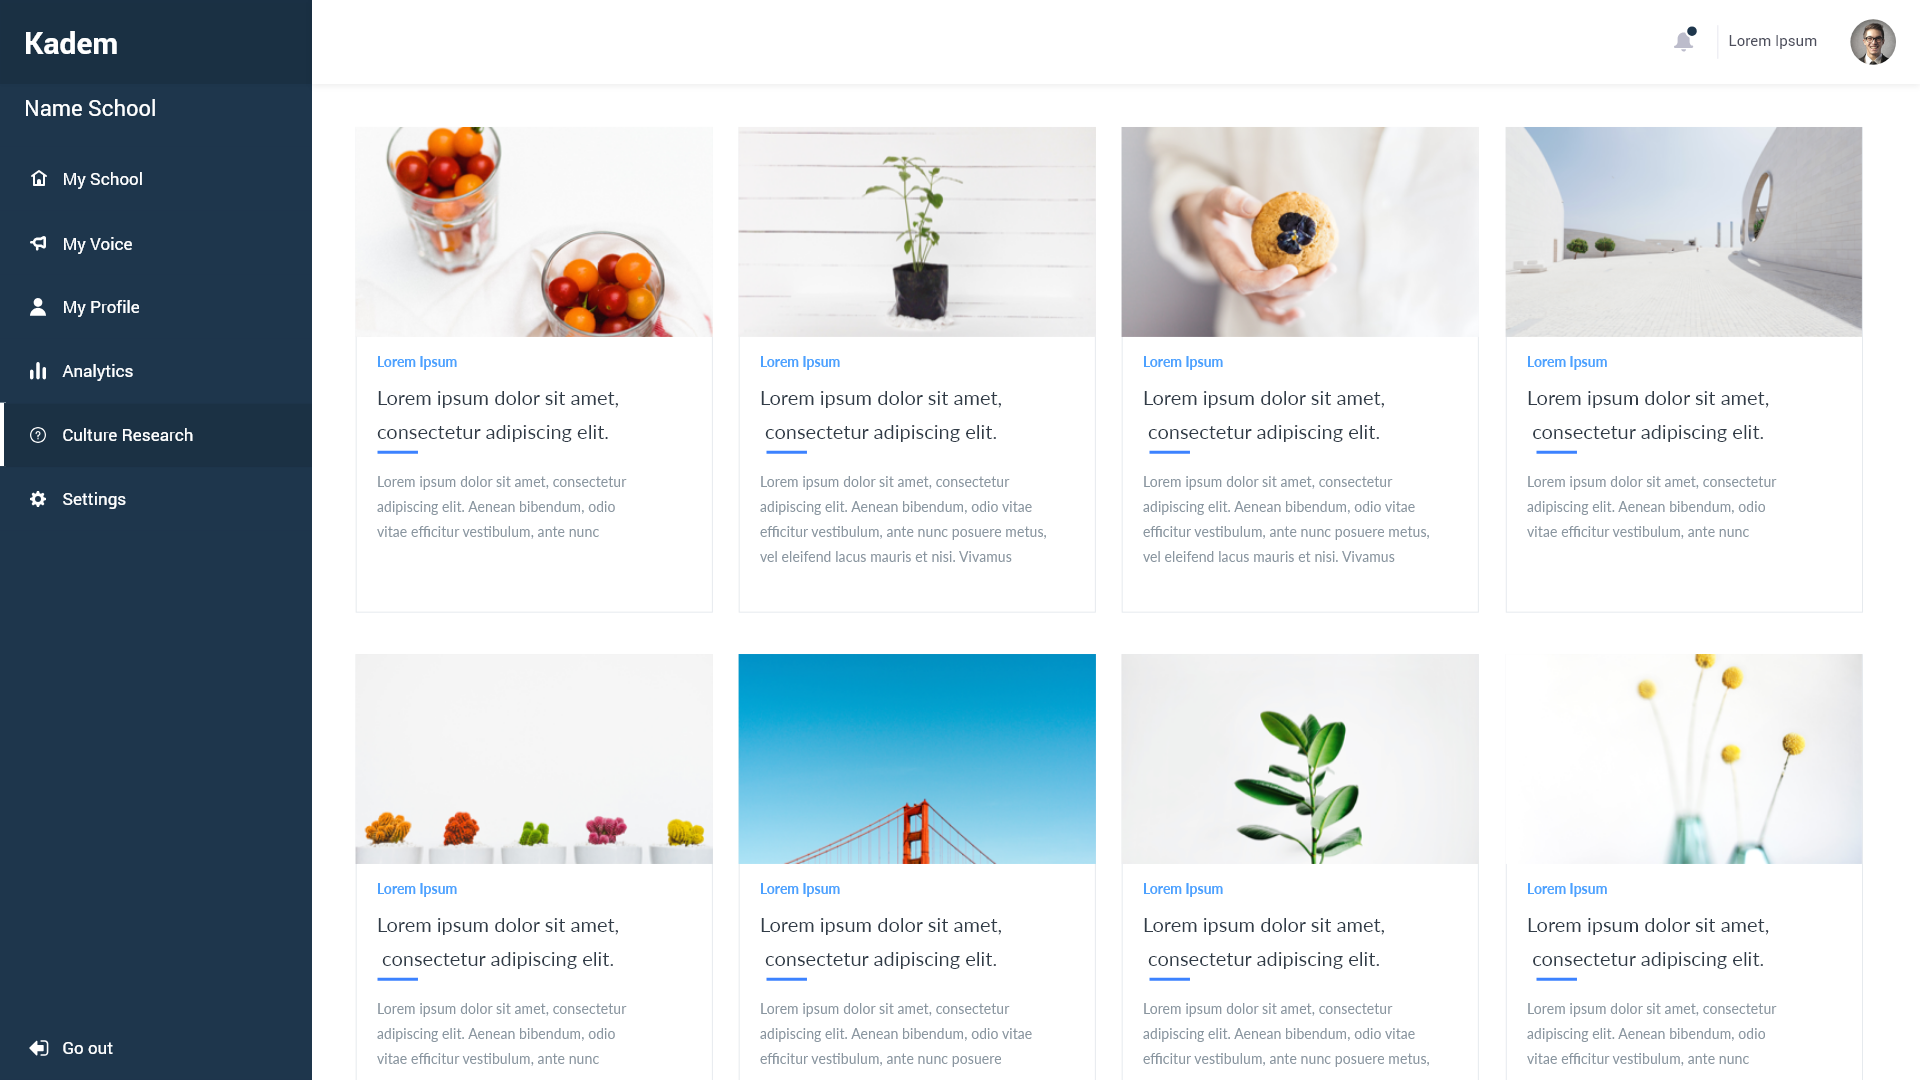 Kadem
Lorem Ipsum
Name School
My School
My Voice
My Profile
Analytics
Culture Research
Settings
Go out
Lorem Ipsum
Lorem ipsum dolor sit amet,
consectetur adipiscing elit.
Lorem ipsum dolor sit amet, consectetur
adipiscing elit. Aenean bibendum, odio
vitae efficitur vestibulum, ante nunc
Lorem Ipsum
Lorem ipsum dolor sit amet,
consectetur adipiscing elit.
Lorem ipsum dolor sit amet, consectetur
adipiscing elit. Aenean bibendum, odio vitae
efficitur vestibulum, ante nunc posuere metus,
vel eleifend lacus mauris et nisi. Vivamus
Lorem Ipsum
Lorem ipsum dolor sit amet,
consectetur adipiscing elit.
Lorem ipsum dolor sit amet, consectetur
adipiscing elit. Aenean bibendum, odio vitae
efficitur vestibulum, ante nunc posuere metus,
vel eleifend lacus mauris et nisi. Vivamus
Lorem Ipsum
Lorem ipsum dolor sit amet,
consectetur adipiscing elit.
Lorem ipsum dolor sit amet, consectetur
adipiscing elit. Aenean bibendum, odio
vitae efficitur vestibulum, ante nunc
Lorem Ipsum
Lorem ipsum dolor sit amet,
consectetur adipiscing elit.
Lorem ipsum dolor sit amet, consectetur
adipiscing elit. Aenean bibendum, odio
vitae efficitur vestibulum, ante nunc
Lorem Ipsum
Lorem ipsum dolor sit amet,
consectetur adipiscing elit.
Lorem ipsum dolor sit amet, consectetur
adipiscing elit. Aenean bibendum, odio vitae
efficitur vestibulum, ante nunc posuere
Lorem Ipsum
Lorem ipsum dolor sit amet,
consectetur adipiscing elit.
Lorem ipsum dolor sit amet, consectetur
adipiscing elit. Aenean bibendum, odio vitae
efficitur vestibulum, ante nunc posuere metus,
Lorem Ipsum
Lorem ipsum dolor sit amet,
consectetur adipiscing elit.
Lorem ipsum dolor sit amet, consectetur
adipiscing elit. Aenean bibendum, odio
vitae efficitur vestibulum, ante nunc